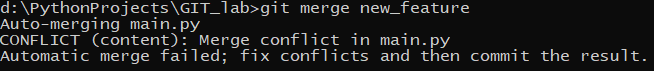 d:\PythonProjects\GIT_lab>git merge new_feature
Auto-merging main.py
CONFLICT (content): Merge conflict in main.py
Automatic merge failed; fix conflicts and then commit the result.